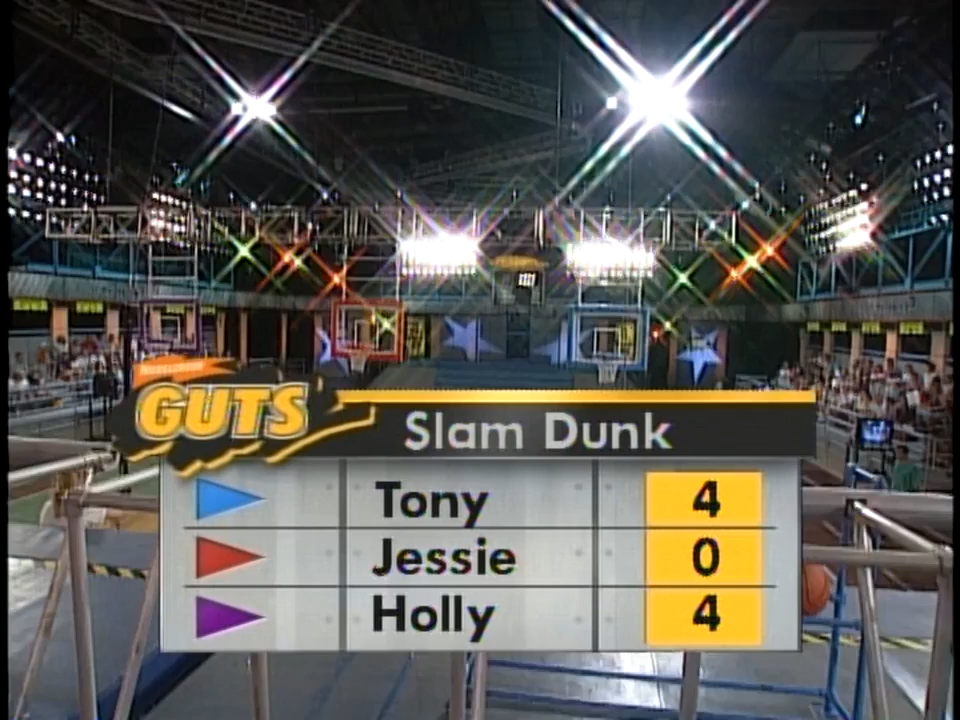 NICKELODEON
GUTS
Slam Dunk
Tony 4
Jessie 0
Holly 4